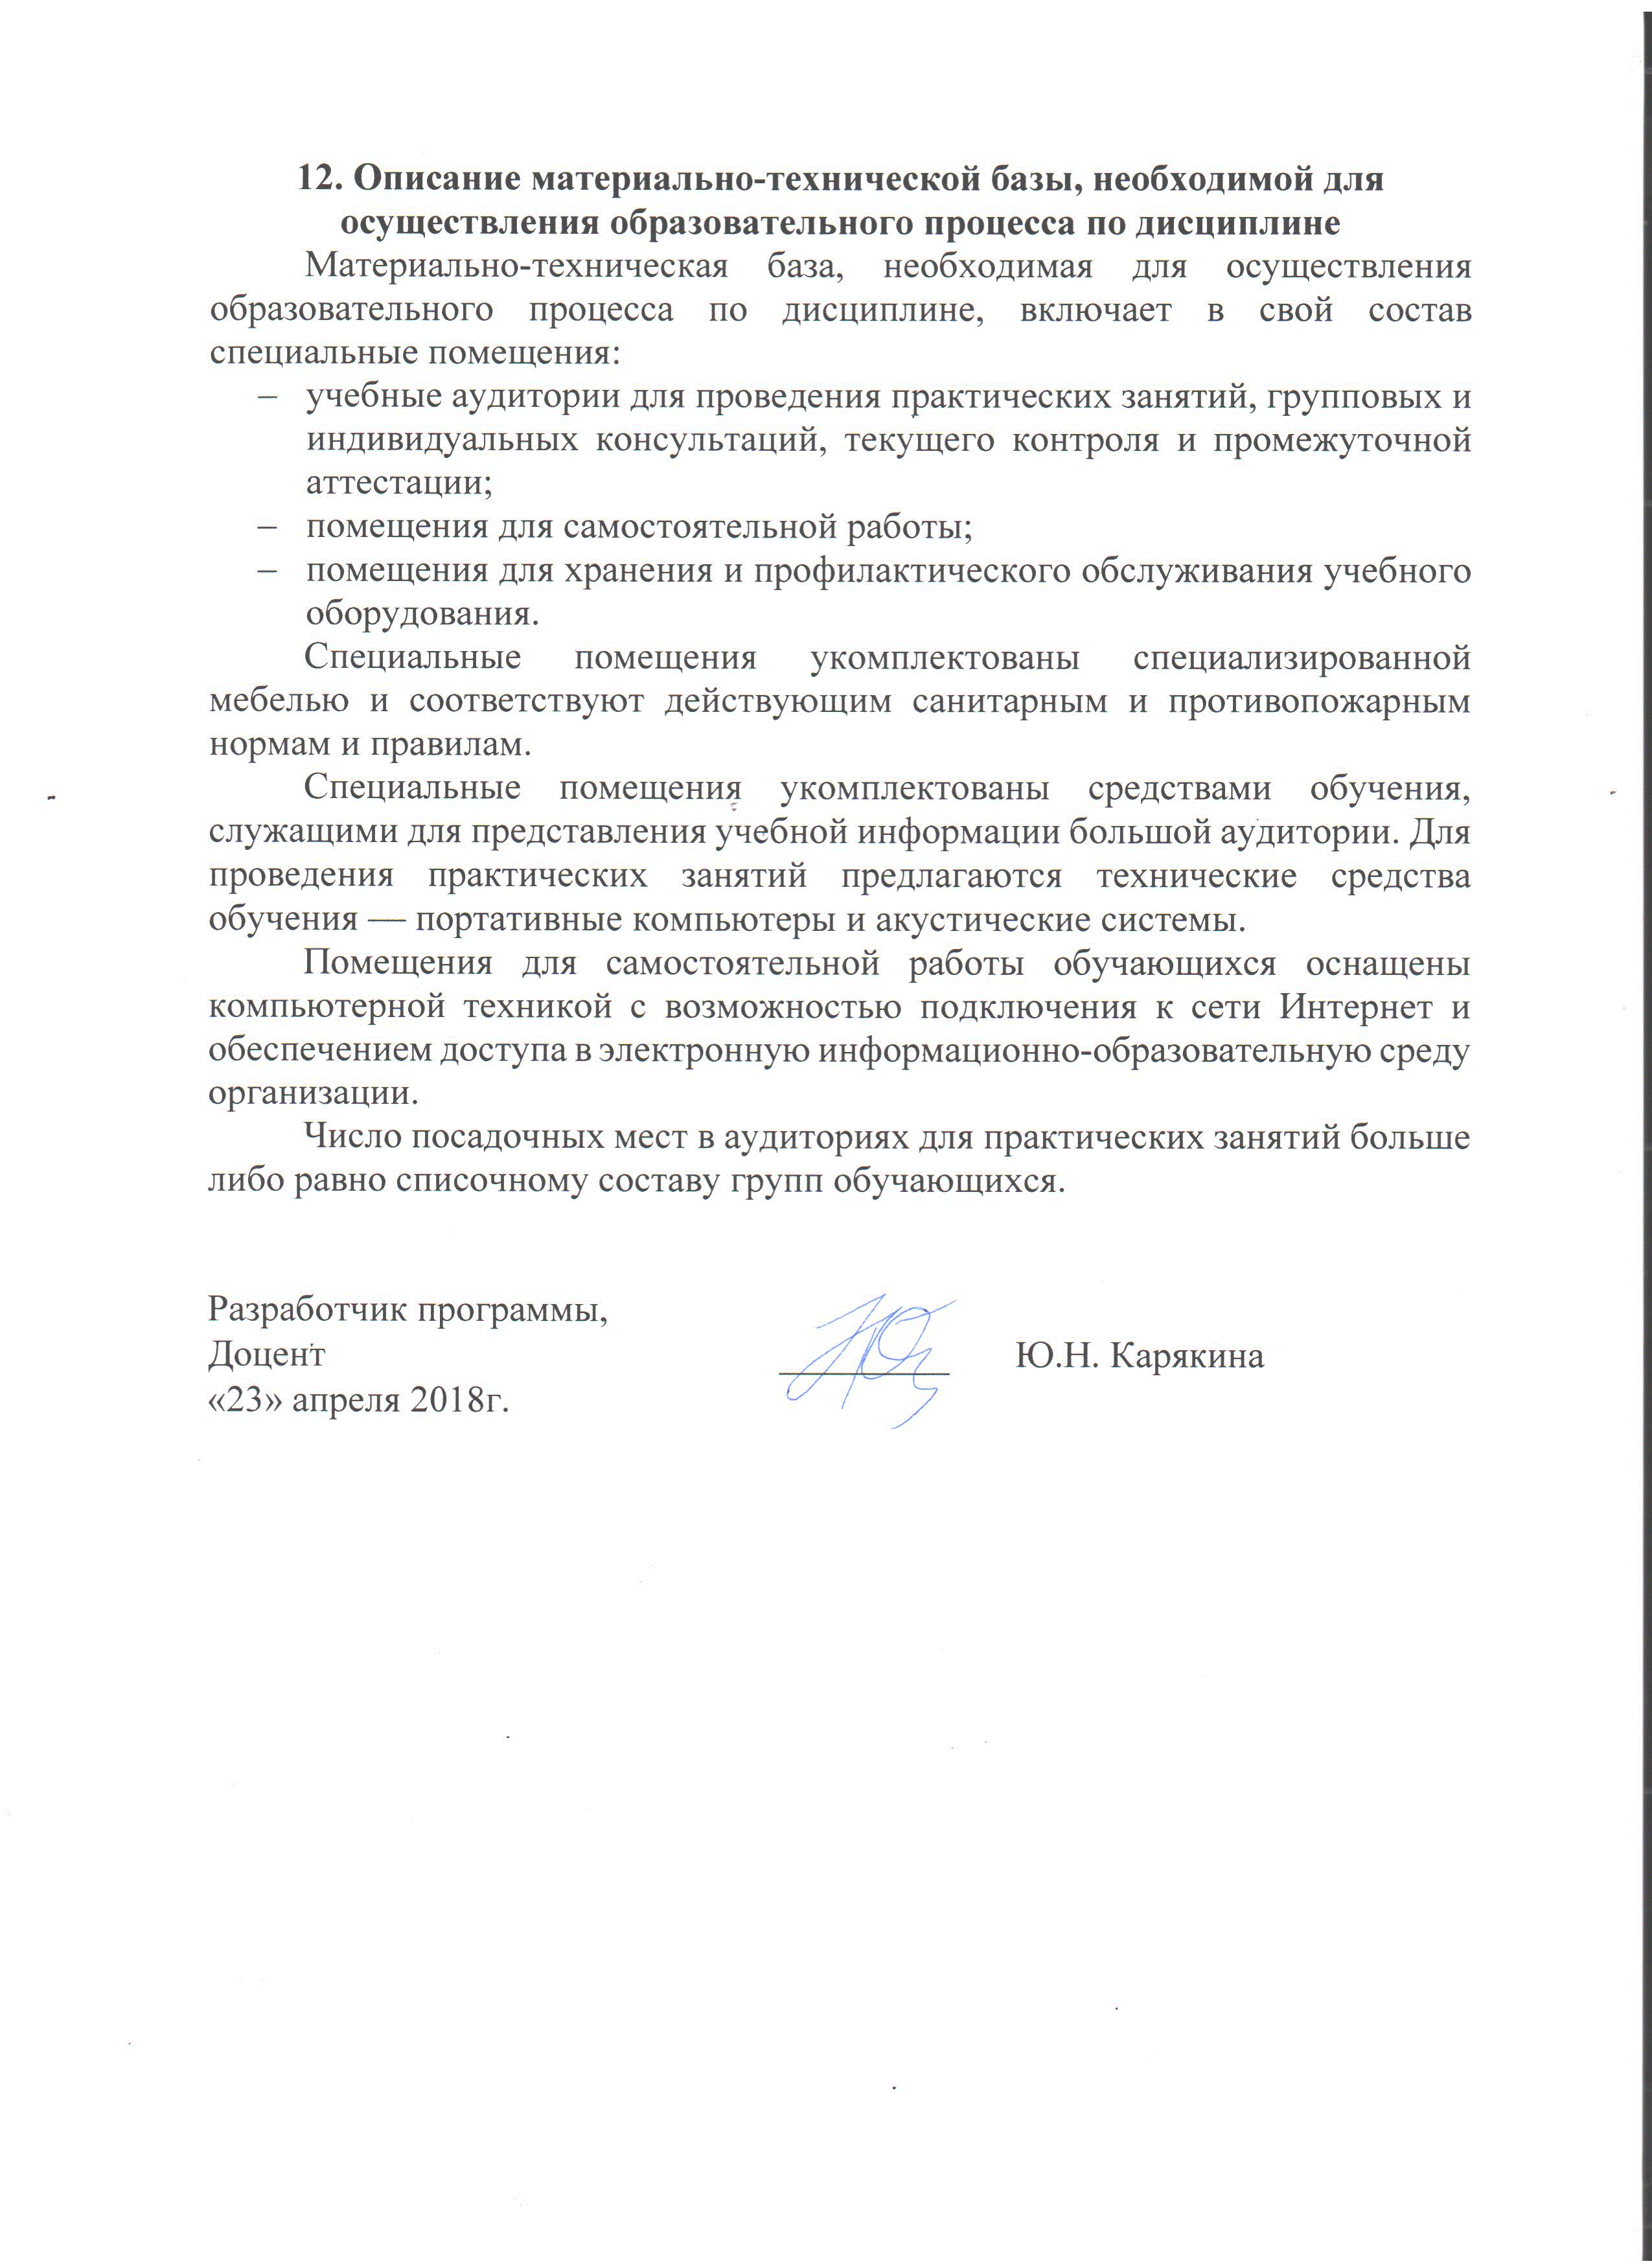 12. Описание материально-технической базы, необходимой для
осуществления образовательного процесса по дисциплине
Материально-техническая база, необходимая для осуществления
образовательного процесса по дисциплине, включает в свой состав
специальные помещения:
– учебные аудитории для проведения практических занятий, групповых и
индивидуальных консультаций, текущего контроля и промежуточной
аттестации;
– помещения для самостоятельной работы;
– помещения для хранения и профилактического обслуживания учебного
оборудования.
Специальные помещения укомплектованы специализированной
мебелью и соответствуют действующим санитарным и противопожарным
нормам и правилам.
Специальные помещения укомплектованы средствами обучения,
служащими для представления учебной информации большой аудитории. Для
проведения практических занятий предлагаются технические средства
обучения — портативные компьютеры и акустические системы.
Помещения для самостоятельной работы обучающихся оснащены
компьютерной техникой с возможностью подключения к сети Интернет и
обеспечением доступа в электронную информационно-образовательную среду
организации.
Число посадочных мест в аудиториях для практических занятий больше
либо равно списочному составу групп обучающихся.
Разработчик программы,
Доцент Ю.Н. Карякина
«23» апреля 2018г.